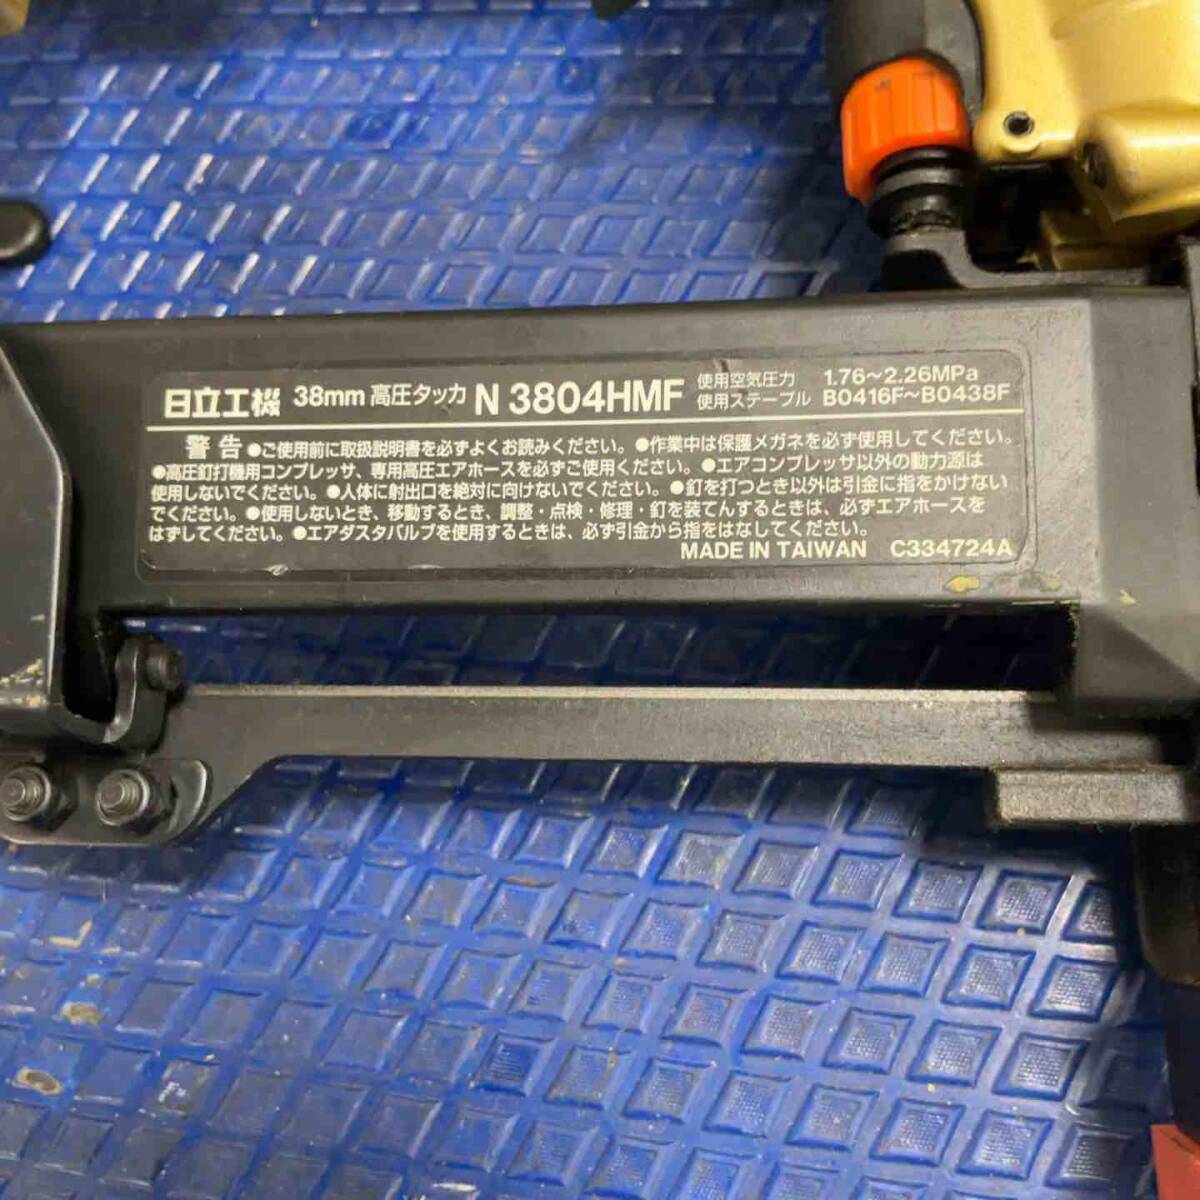 日立工機 38mm 高圧タッカ N 3804HMF 使用空気圧力 1.76～2.26MPa
使用ステープル B0416F～B0438F
警告 ●ご使用前に取扱説明書を必ずよくお読みください。●作業中は保護メガネを必ず使用してください。
●高圧釘打機用コンプレッサ、専用高圧エアホースを必ずご使用ください。●エアコンプレッサ以外の動力源は
使用しないでください。●人体に射出口を絶対に向けないでください。●釘を打つとき以外は引金に指をかけない
でください。●使用しないとき、移動するとき、調整・点検・修理・釘を装てんするときは、必ずエアホースを
はずしてください。●エアダスタバルブを使用するときは、必ず引金から指をはなしてください。
MADE IN TAIWAN C334724A